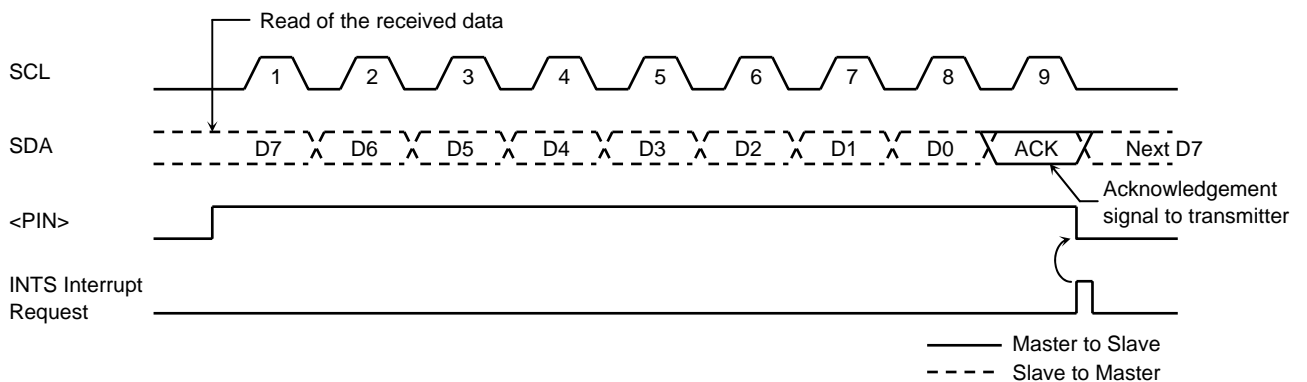 Read of the received data
SCL
1 2 3 4 5 6 7 8 9
SDA
D7 D6 D5 D4 D3 D2 D1 D0 ACK Next D7
Acknowledgement
signal to transmitter
<PIN>
INTS Interrupt
Request
Master to Slave
Slave to Master